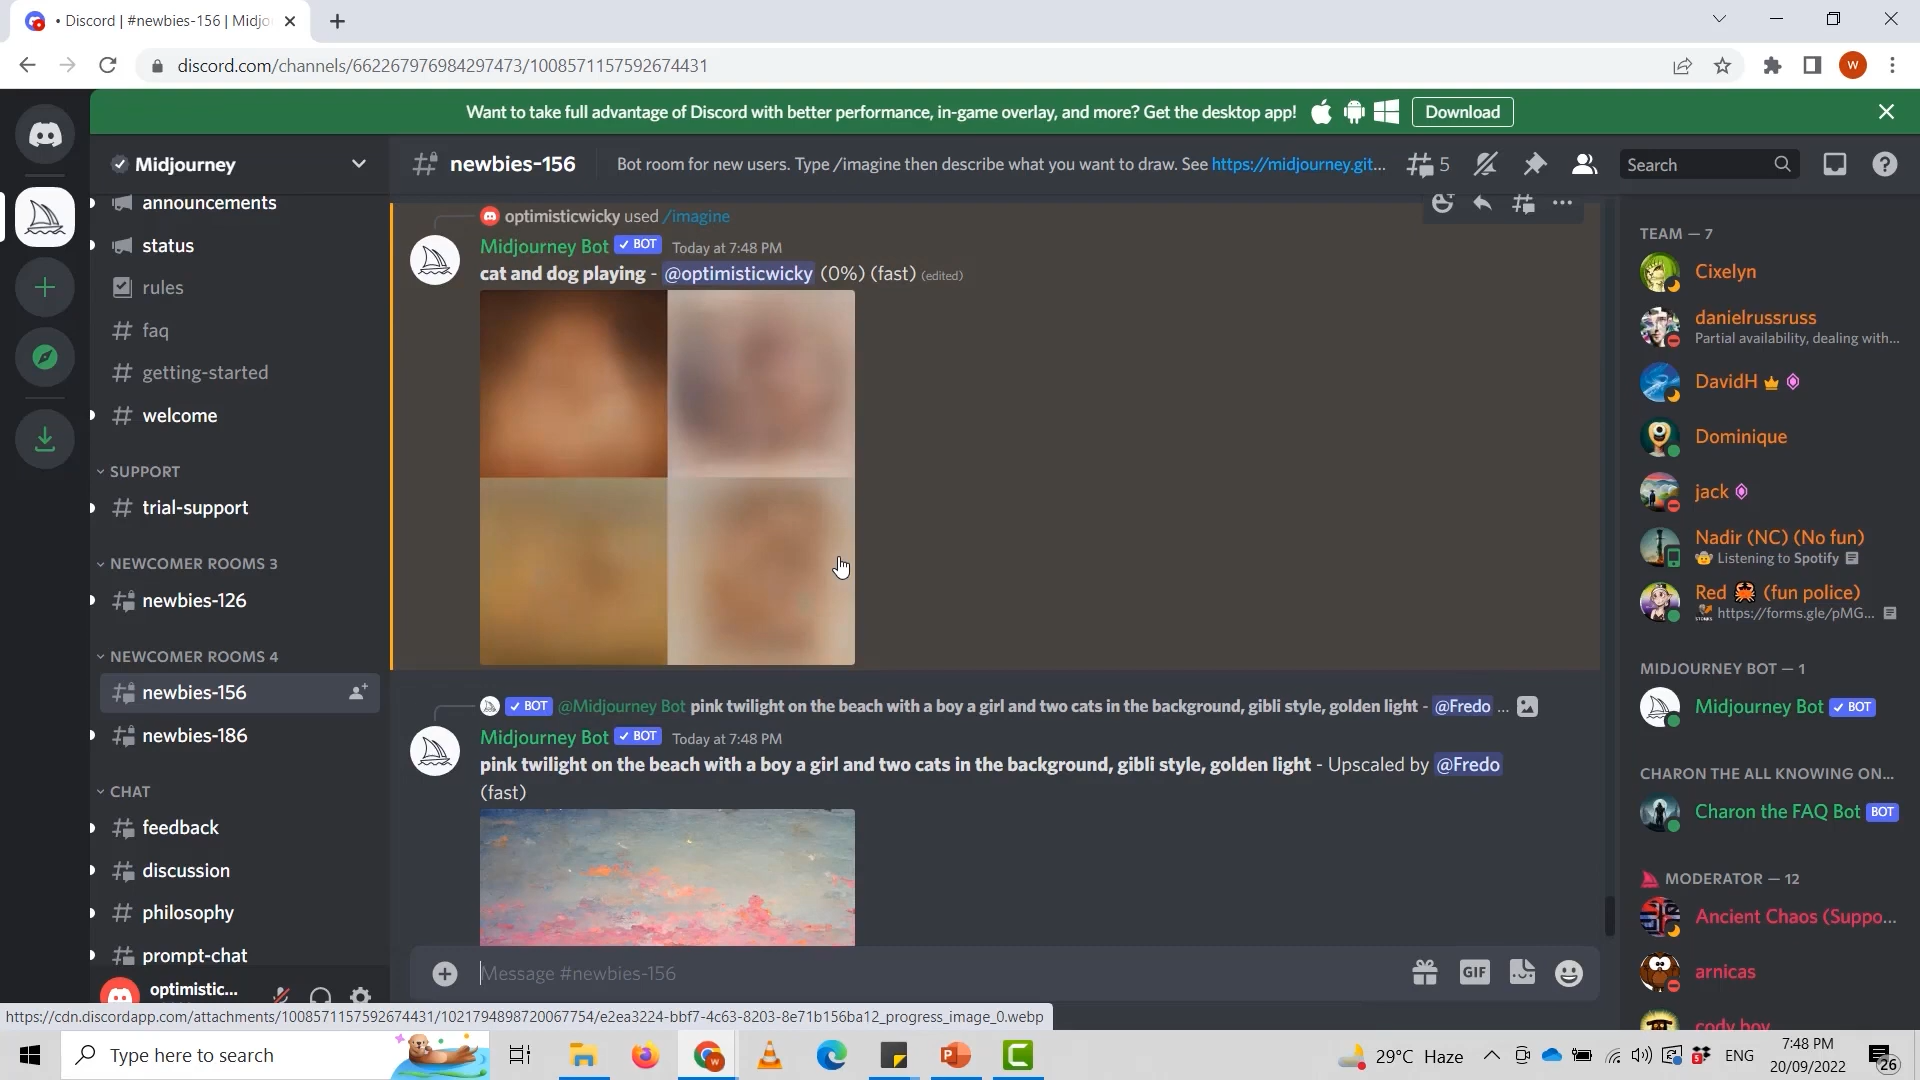 • Discord | #newbies-156 | Midjo
discord.com/channels/662267976984297473/1008571157592674431
W
Want to take full advantage of Discord with better performance, in-game overlay, and more? Get the desktop app!
Download
Midjourney
newbies-156
Bot room for new users. Type /imagine then describe what you want to draw. See https://midjourney.git...
5
Search
announcements
status
rules
faq
getting-started
welcome
SUPPORT
trial-support
NEWCOMER ROOMS 3
newbies-126
NEWCOMER ROOMS 4
newbies-156
newbies-186
CHAT
feedback
discussion
philosophy
prompt-chat
optimistic...
optimisticwicky used /imagine
Midjourney Bot ✓ BOT Today at 7:48 PM
cat and dog playing - @optimisticwicky (0%) (fast) (edited)
✓ BOT @Midjourney Bot pink twilight on the beach with a boy a girl and two cats in the background, gibli style, golden light - @Fredo ...
Midjourney Bot ✓ BOT Today at 7:48 PM
pink twilight on the beach with a boy a girl and two cats in the background, gibli style, golden light - Upscaled by @Fredo
(fast)
Message #newbies-156
GIF
TEAM — 7
Cixelyn
danielrussruss
Partial availability, dealing with...
DavidH
Dominique
jack
Nadir (NC) (No fun)
Listening to Spotify
Red 🦀 (fun police)
https://forms.gle/pMG...
MIDJOURNEY BOT — 1
Midjourney Bot ✓ BOT
CHARON THE ALL KNOWING ON...
Charon the FAQ Bot BOT
MODERATOR — 12
Ancient Chaos (Suppo...
arnicas
cody boy
https://cdn.discordapp.com/attachments/1008571157592674431/1021794898720067754/e2ea3224-bbf7-4c63-8203-8e71b156ba12_progress_image_0.webp
Type here to search
29°C Haze
ENG
7:48 PM
20/09/2022
26